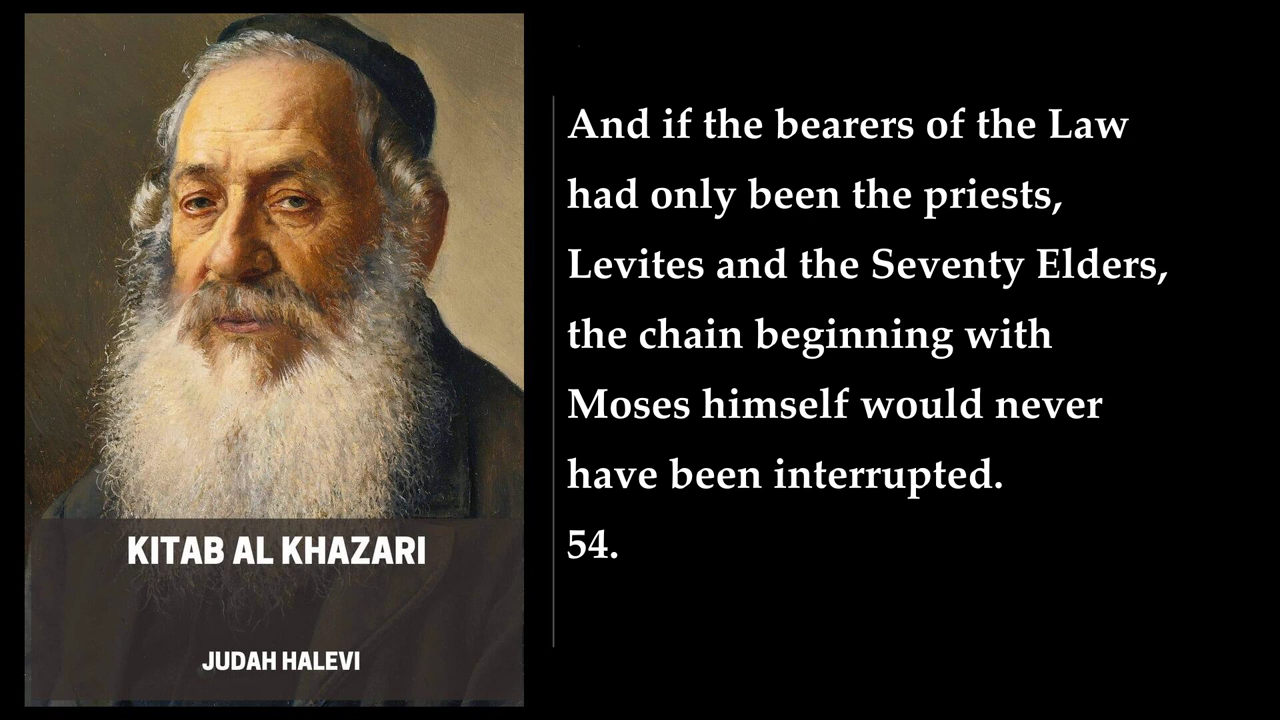 KITAB AL KHAZARI
JUDAH HALEVI
And if the bearers of the Law
had only been the priests,
Levites and the Seventy Elders,
the chain beginning with
Moses himself would never
have been interrupted.
54.